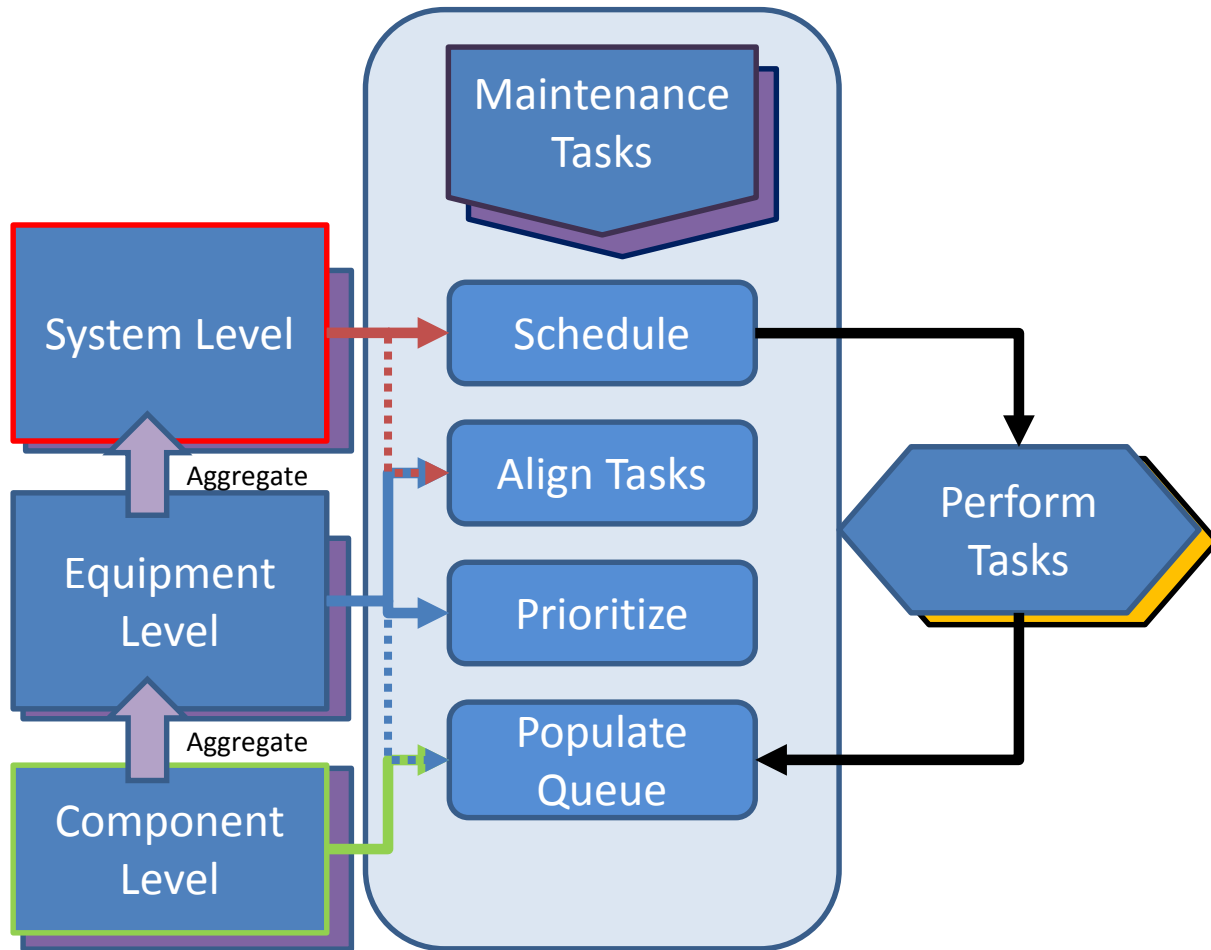 Maintenance
Tasks
System Level
Schedule
Aggregate
Align Tasks
Perform
Tasks
Equipment
Level
Prioritize
Aggregate
Populate
Queue
Component
Level